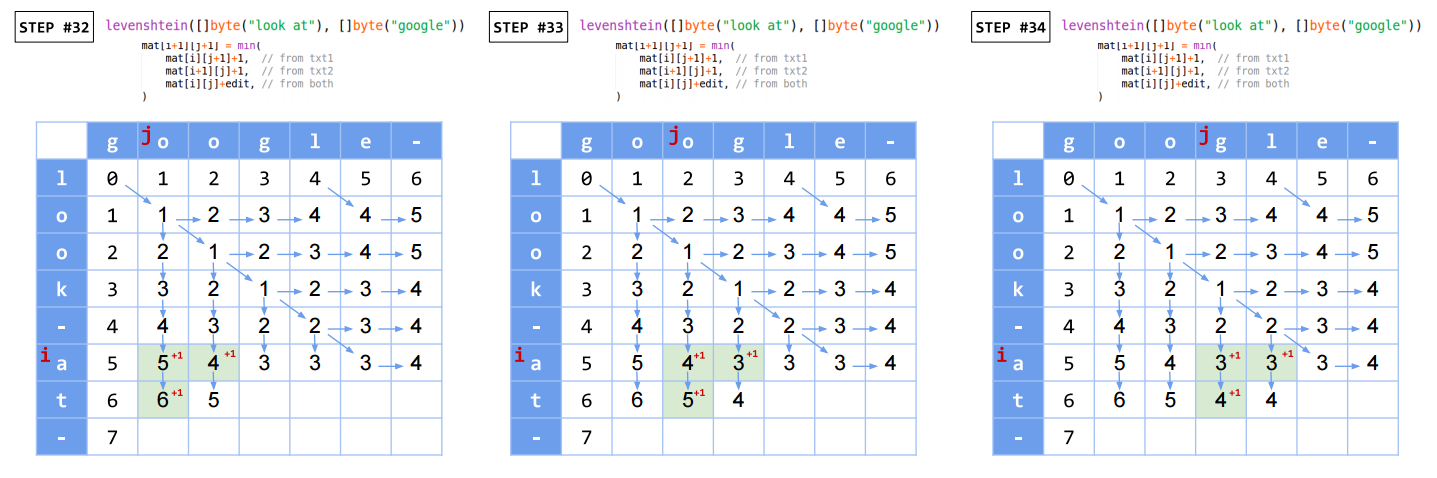 STEP #32 levenshtein([]byte("look at"), []byte("google"))
mat[i+1][j+1] = min(
mat[i][j+1]+1, // from txt1
mat[i+1][j]+1, // from txt2
mat[i][j]+edit, // from both
)
j
g o o g l e -
l 0 1 2 3 4 5 6
o 1 1 2 3 4 4 5
o 2 2 1 2 3 4 5
k 3 3 2 1 2 3 4
- 4 4 3 2 2 3 4
i a 5 5 +1 4 +1 3 3 3 4
t 6 6 +1 5
- 7
STEP #33 levenshtein([]byte("look at"), []byte("google"))
mat[i+1][j+1] = min(
mat[i][j+1]+1, // from txt1
mat[i+1][j]+1, // from txt2
mat[i][j]+edit, // from both
)
j
g o o g l e -
l 0 1 2 3 4 5 6
o 1 1 2 3 4 4 5
o 2 2 1 2 3 4 5
k 3 3 2 1 2 3 4
- 4 4 3 2 2 3 4
i a 5 5 4 +1 3 +1 3 3 4
t 6 6 5 +1 4
- 7
STEP #34 levenshtein([]byte("look at"), []byte("google"))
mat[i+1][j+1] = min(
mat[i][j+1]+1, // from txt1
mat[i+1][j]+1, // from txt2
mat[i][j]+edit, // from both
)
j
g o o g l e -
l 0 1 2 3 4 5 6
o 1 1 2 3 4 4 5
o 2 2 1 2 3 4 5
k 3 3 2 1 2 3 4
- 4 4 3 2 2 3 4
i a 5 5 4 3 +1 3 +1 3 4
t 6 6 5 4 +1 4
- 7